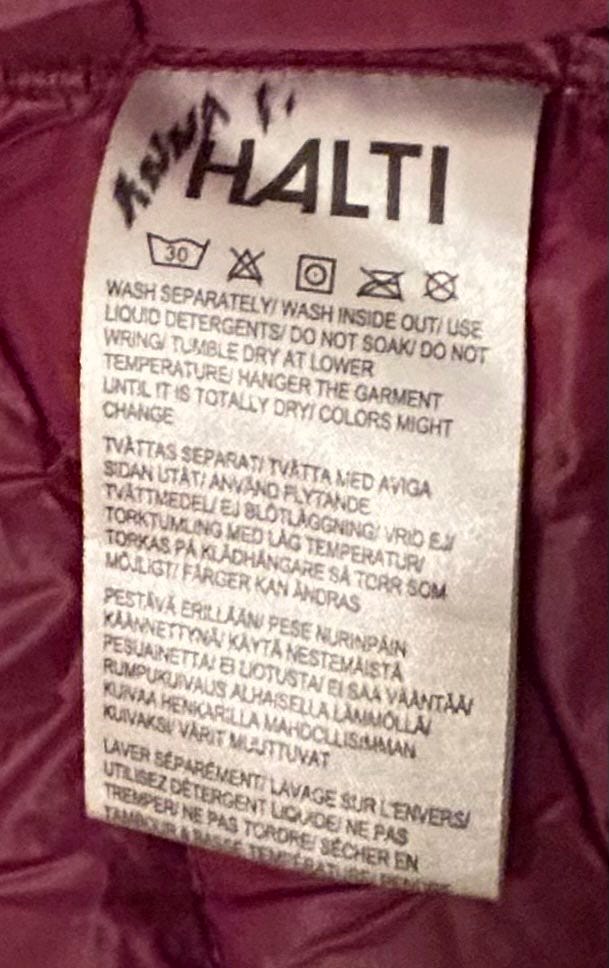 ANNA P.
HALTI
30
WASH SEPARATELY/ WASH INSIDE OUT/ USE
LIQUID DETERGENTS/ DO NOT SOAK/ DO NOT
WRING/ TUMBLE DRY AT LOWER
TEMPERATURE/ HANGER THE GARMENT
UNTIL IT IS TOTALLY DRY/ COLORS MIGHT
CHANGE
TVÄTTAS SEPARAT/ TVÄTTA MED AVIGA
SIDAN UTÅT/ ANVÄND FLYTANDE
TVÄTTMEDEL/ EJ BLÖTLÄGGNING/ VRID EJ/
TORKTUMLING MED LÅG TEMPERATUR/
TORKAS PÅ KLÄDHÄNGARE SÅ TORR SOM
MÖJLIGT/ FÄRGER KAN ÄNDRAS
PESTÄVÄ ERILLÄÄN/ PESE NURINPÄIN
KÄÄNNETTYNÄ/ KÄYTÄ NESTEMÄISTÄ
PESUAINETTA/ EI LIOTUSTA/ EI SAA VÄÄNTÄÄ/
RUMPUKUIVAUS ALHAISELLA LÄMMÖLLÄ/
KUIVAA HENKARILLA MAHDOLLISIMMAN
KUIVAKSI/ VÄRIT MUUTTUVAT
LAVER SÉPARÉMENT/ LAVAGE SUR L'ENVERS/
UTILISEZ DÉTERGENT LIQUIDE/ NE PAS
TREMPER/ NE PAS TORDRE/ SÉCHER EN
TAMBOUR À BASSE TEMPÉRATURE/